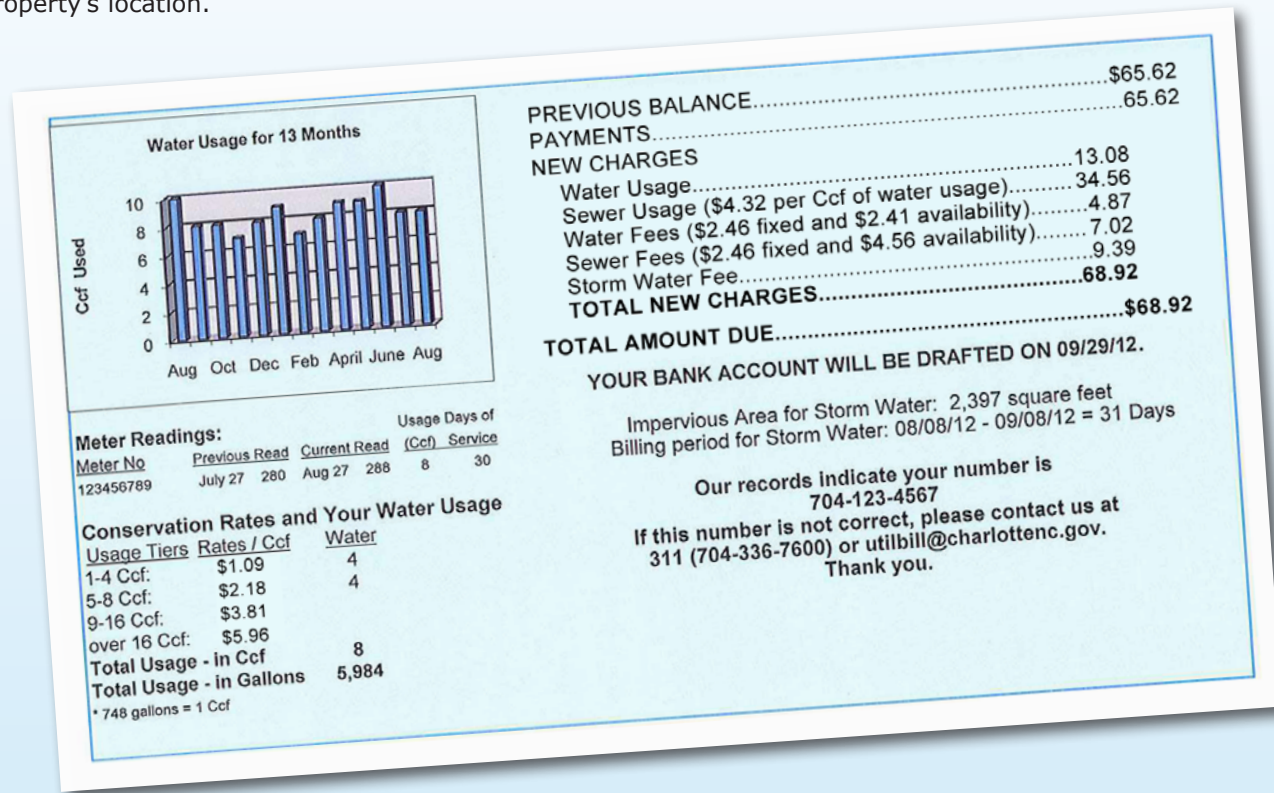 roperty's location.
Water Usage for 13 Months
Ccf Used
10
8
6
4
2
0
Aug Oct Dec Feb April June Aug
Meter Readings:
Usage Days of
Meter No Previous Read Current Read (Ccf) Service
123456789 July 27 280 Aug 27 288 8 30
Conservation Rates and Your Water Usage
Usage Tiers Rates / Ccf Water
1-4 Ccf: $1.09 4
5-8 Ccf: $2.18 4
9-16 Ccf: $3.81
over 16 Ccf: $5.96
Total Usage - in Ccf 8
Total Usage - in Gallons 5,984
* 748 gallons = 1 Ccf
PREVIOUS BALANCE.....$65.62
PAYMENTS.....65.62
NEW CHARGES
Water Usage.....13.08
Sewer Usage ($4.32 per Ccf of water usage).....34.56
Water Fees ($2.46 fixed and $2.41 availability).....4.87
Sewer Fees ($2.46 fixed and $4.56 availability).....7.02
Storm Water Fee.....9.39
TOTAL NEW CHARGES.....68.92
TOTAL AMOUNT DUE.....$68.92
YOUR BANK ACCOUNT WILL BE DRAFTED ON 09/29/12.
Impervious Area for Storm Water: 2,397 square feet
Billing period for Storm Water: 08/08/12 - 09/08/12 = 31 Days
Our records indicate your number is
704-123-4567
If this number is not correct, please contact us at
311 (704-336-7600) or utilbill@charlottenc.gov.
Thank you.